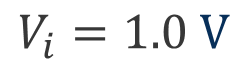 Vᵢ = 1.0 V